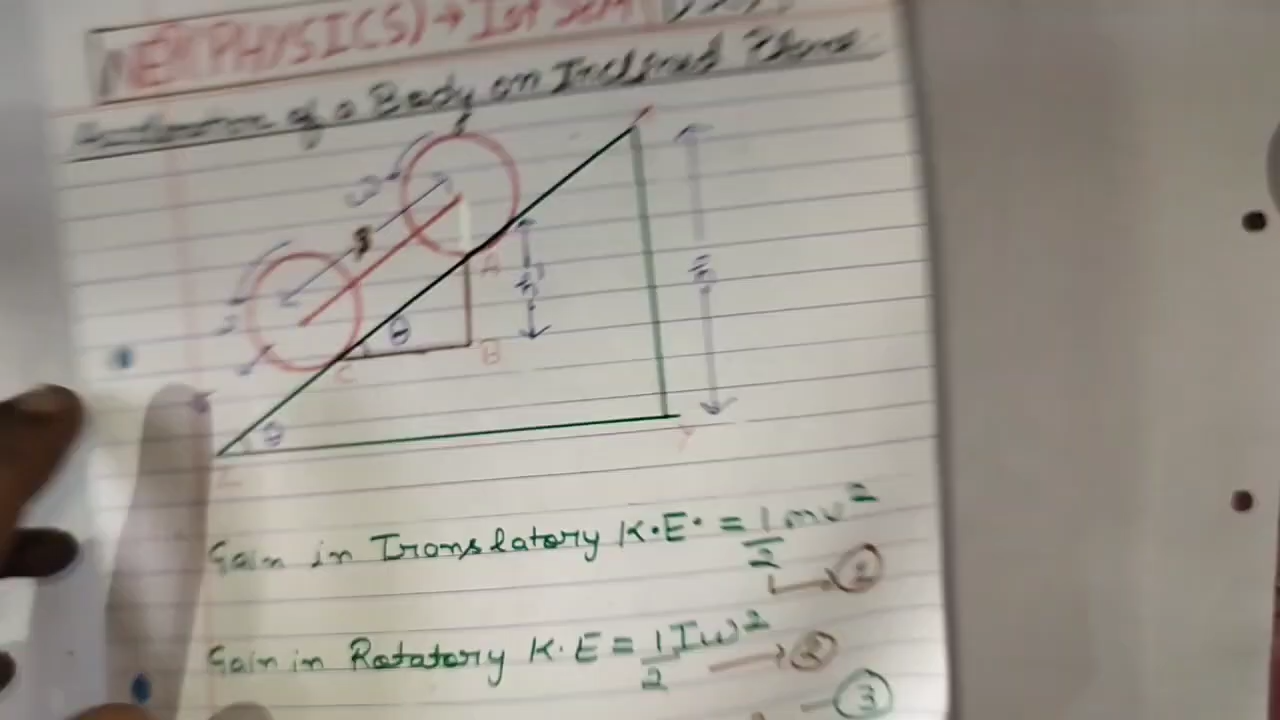 (PHYSICS) → Ist Sem
of a Body on Inclined Plane
S
A
h'
h
θ
B
C
θ
Y
Gain in Translatory K.E. = 1/2 mv²
Gain in Rotatory K.E = 1/2 Iω²
3